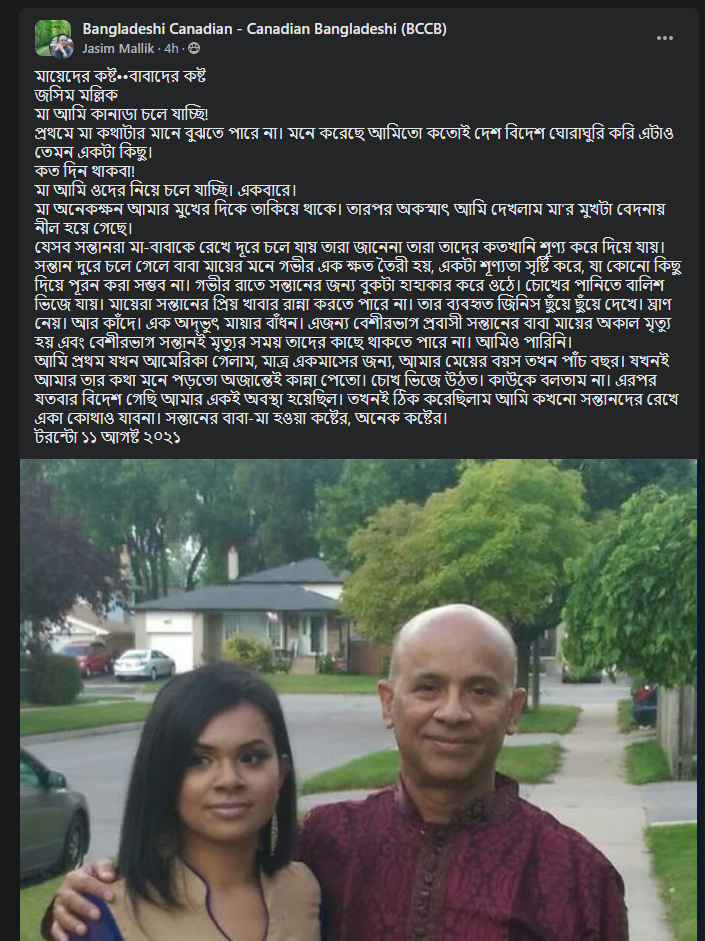 Bangladeshi Canadian - Canadian Bangladeshi (BCCB)
Jasim Mallik · 4h ·
মায়েদের কষ্ট••বাবাদের কষ্ট
জসিম মল্লিক
মা আমি কানাডা চলে যাচ্ছি!
প্রথমে মা কথাটার মানে বুঝতে পারে না। মনে করেছে আমিতো কতোই দেশ বিদেশ ঘোরাঘুরি করি এটাও
তেমন একটা কিছু।
কত দিন থাকবা!
মা আমি ওদের নিয়ে চলে যাচ্ছি। একবারে।
মা অনেকক্ষন আমার মুখের দিকে তাকিয়ে থাকে। তারপর অকস্মাৎ আমি দেখলাম মা’র মুখটা বেদনায়
নীল হয়ে গেছে।
যেসব সন্তানরা মা-বাবাকে রেখে দূরে চলে যায় তারা জানেনা তারা তাদের কতখানি শূণ্য করে দিয়ে যায়।
সন্তান দুরে চলে গেলে বাবা মায়ের মনে গভীর এক ক্ষত তৈরী হয়, একটা শূণ্যতা সৃষ্টি করে, যা কোনো কিছু
দিয়ে পূরন করা সম্ভব না। গভীর রাতে সন্তানের জন্য বুকটা হাহাকার করে ওঠে। চোখের পানিতে বালিশ
ভিজে যায়। মায়েরা সন্তানের প্রিয় খাবার রান্না করতে পারে না। তার ব্যবহৃত জিনিস ছুঁয়ে ছুঁয়ে দেখে। ঘ্রাণ
নেয়। আর কাঁদে। এক অদ্ভুৎ মায়ার বাঁধন। এজন্য বেশীরভাগ প্রবাসী সন্তানের বাবা মায়ের অকাল মৃত্যু
হয় এবং বেশীরভাগ সন্তানই মৃত্যুর সময় তাদের কাছে থাকতে পারে না। আমিও পারিনি।
আমি প্রথম যখন আমেরিকা গেলাম, মাত্র একমাসের জন্য, আমার মেয়ের বয়স তখন পাঁচ বছর। যখনই
আমার তার কথা মনে পড়তো অজান্তেই কান্না পেতো। চোখ ভিজে উঠত। কাউকে বলতাম না। এরপর
যতবার বিদেশ গেছি আমার একই অবস্থা হয়েছিল। তখনই ঠিক করেছিলাম আমি কখনো সন্তানদের রেখে
একা কোথাও যাবনা। সন্তানের বাবা-মা হওয়া কষ্টের, অনেক কষ্টের।
টরন্টো ১১ আগষ্ট ২০২১